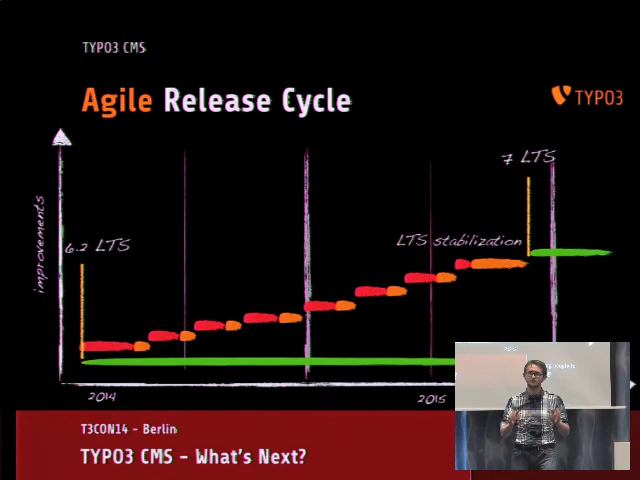 TYPO3 CMS
Agile Release Cycle
TYPO3
7 LTS
improvements
6.2 LTS
LTS stabilization
2014
2015
T3CON14 - Berlin
TYPO3 CMS - What's Next?